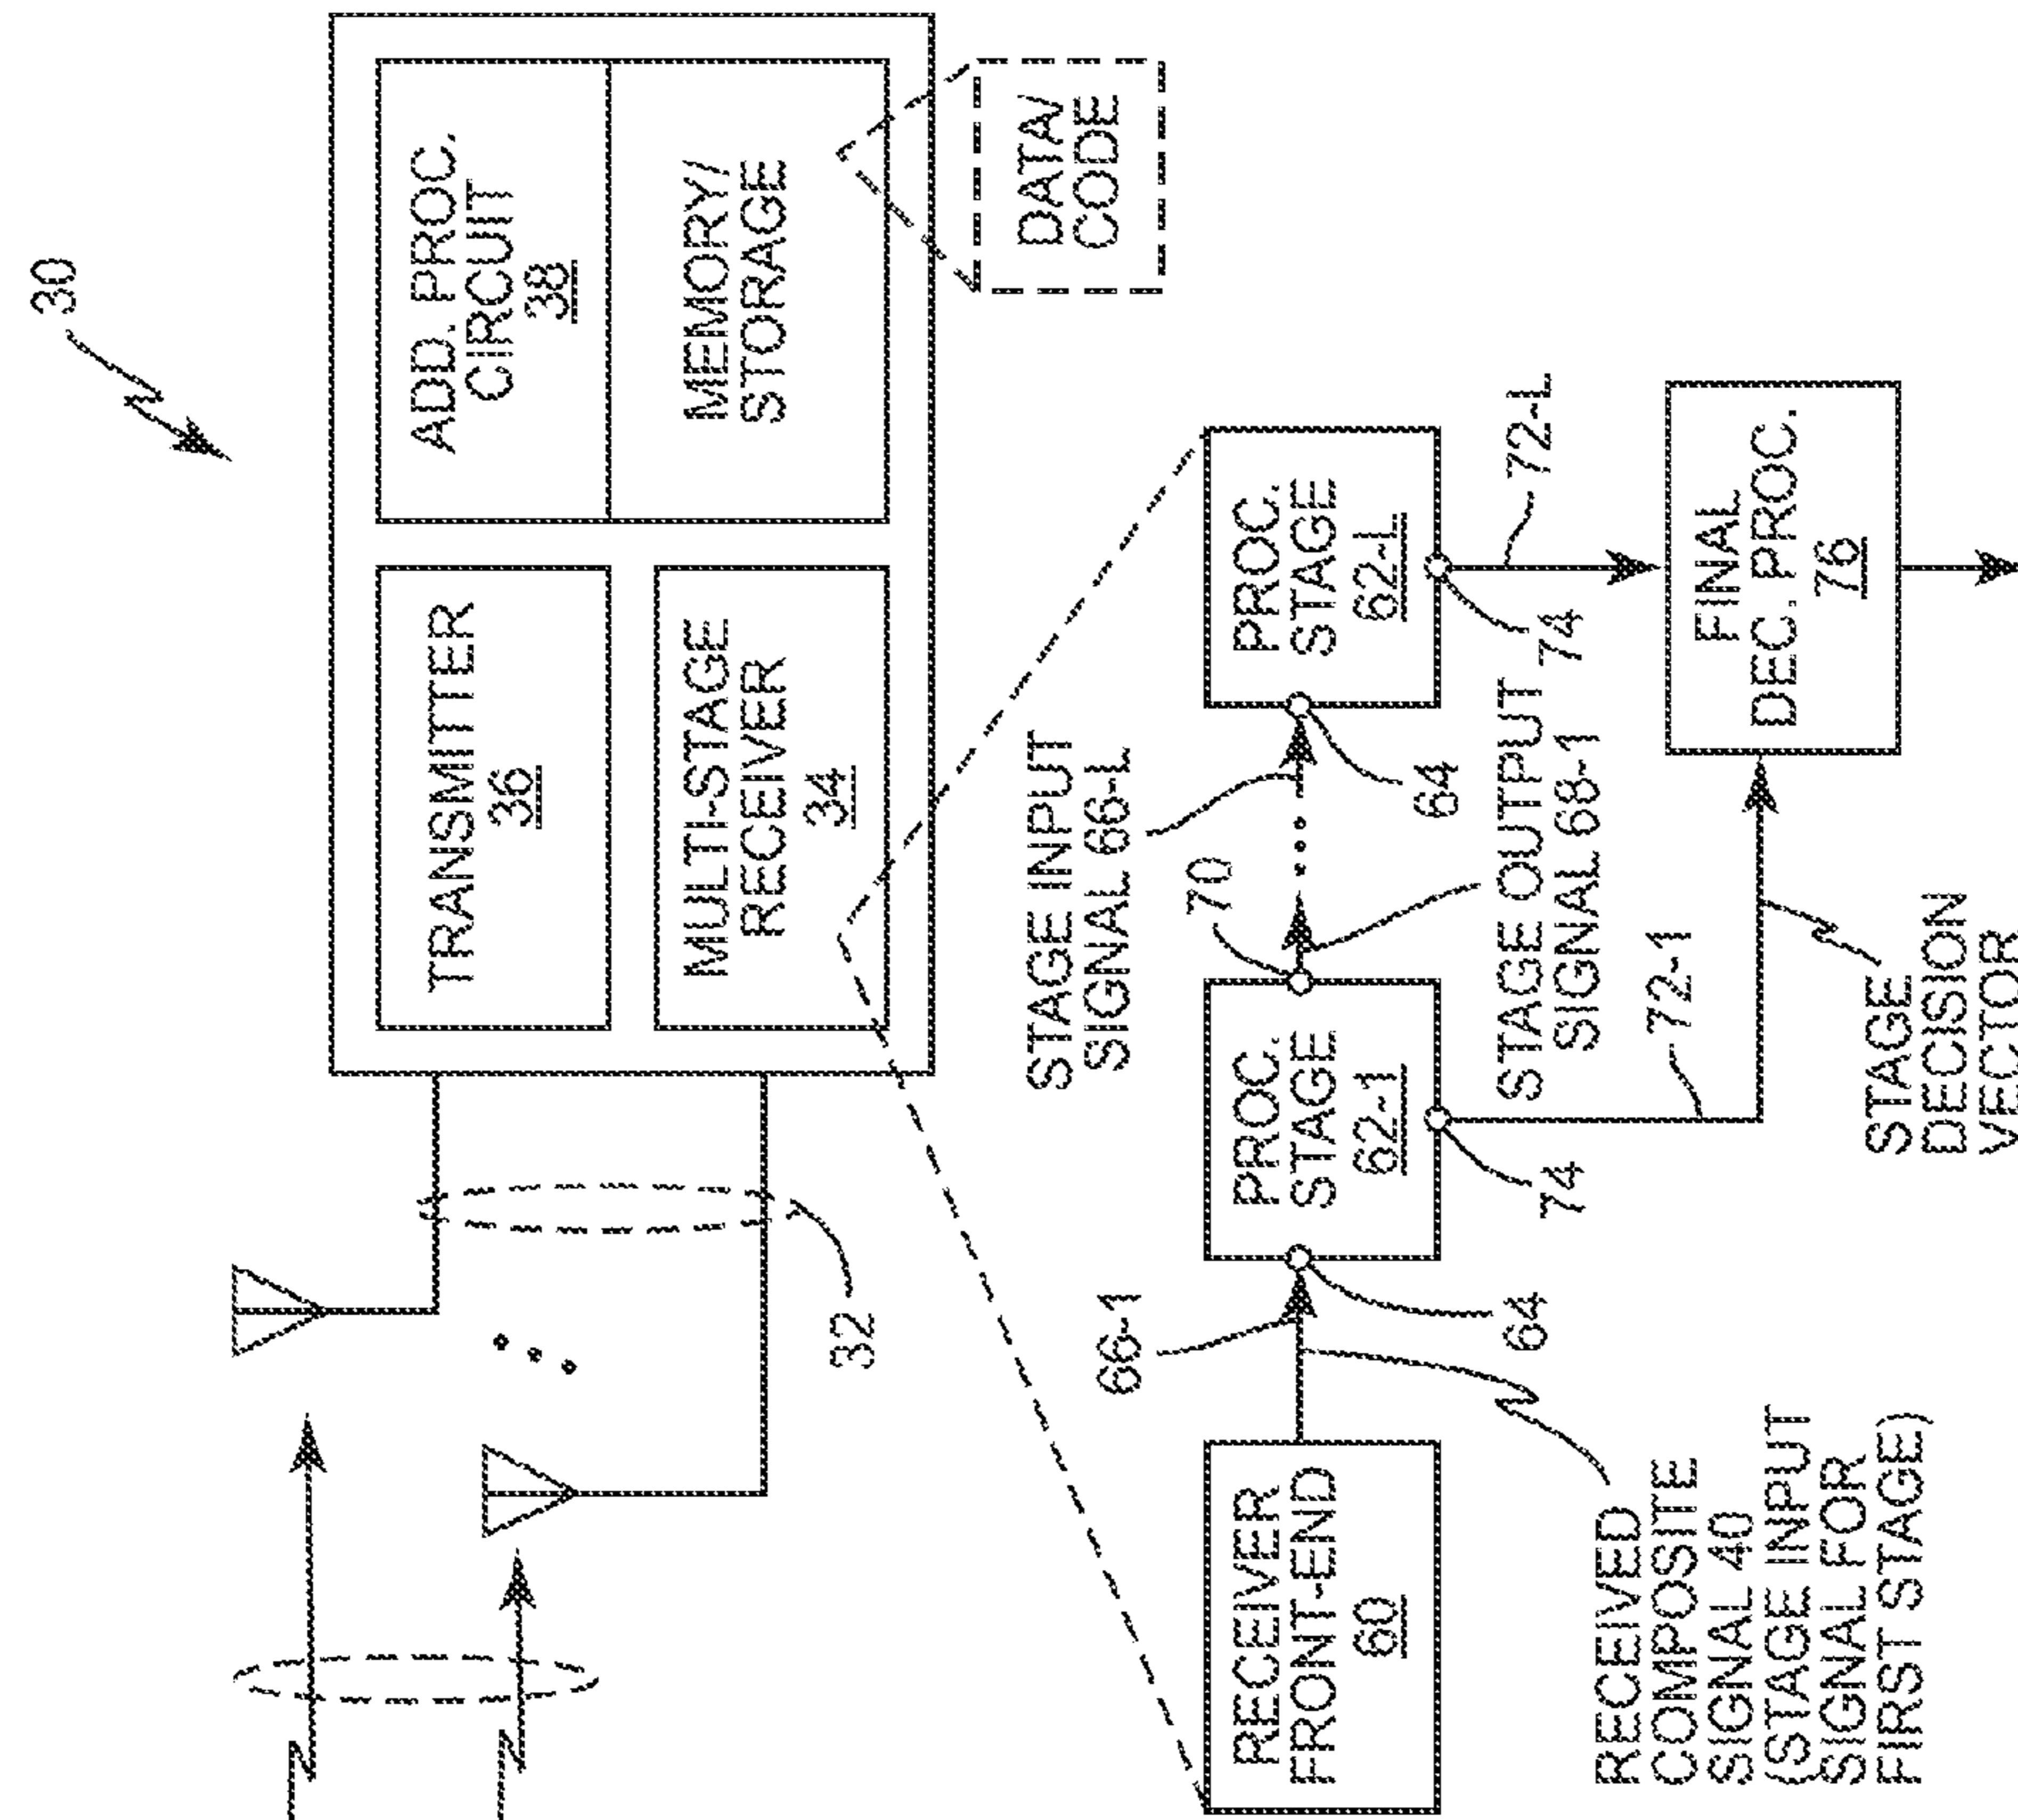 30
TRANSMITTER
36
ADD. PROC.
CIRCUIT
38
MULTI-STAGE
RECEIVER
34
MEMORY/
STORAGE
DATA/
CODE
32
STAGE INPUT
SIGNAL 66-L
66-1
70
RECEIVER
FRONT-END
60
PROC.
STAGE
62-1
PROC.
STAGE
62-L
64
64
74
74
STAGE OUTPUT
SIGNAL 68-1
72-L
72-1
RECEIVED
COMPOSITE
SIGNAL 40
(STAGE INPUT
SIGNAL FOR
FIRST STAGE)
FINAL
DEC. PROC.
76
STAGE
DECISION
VECTOR